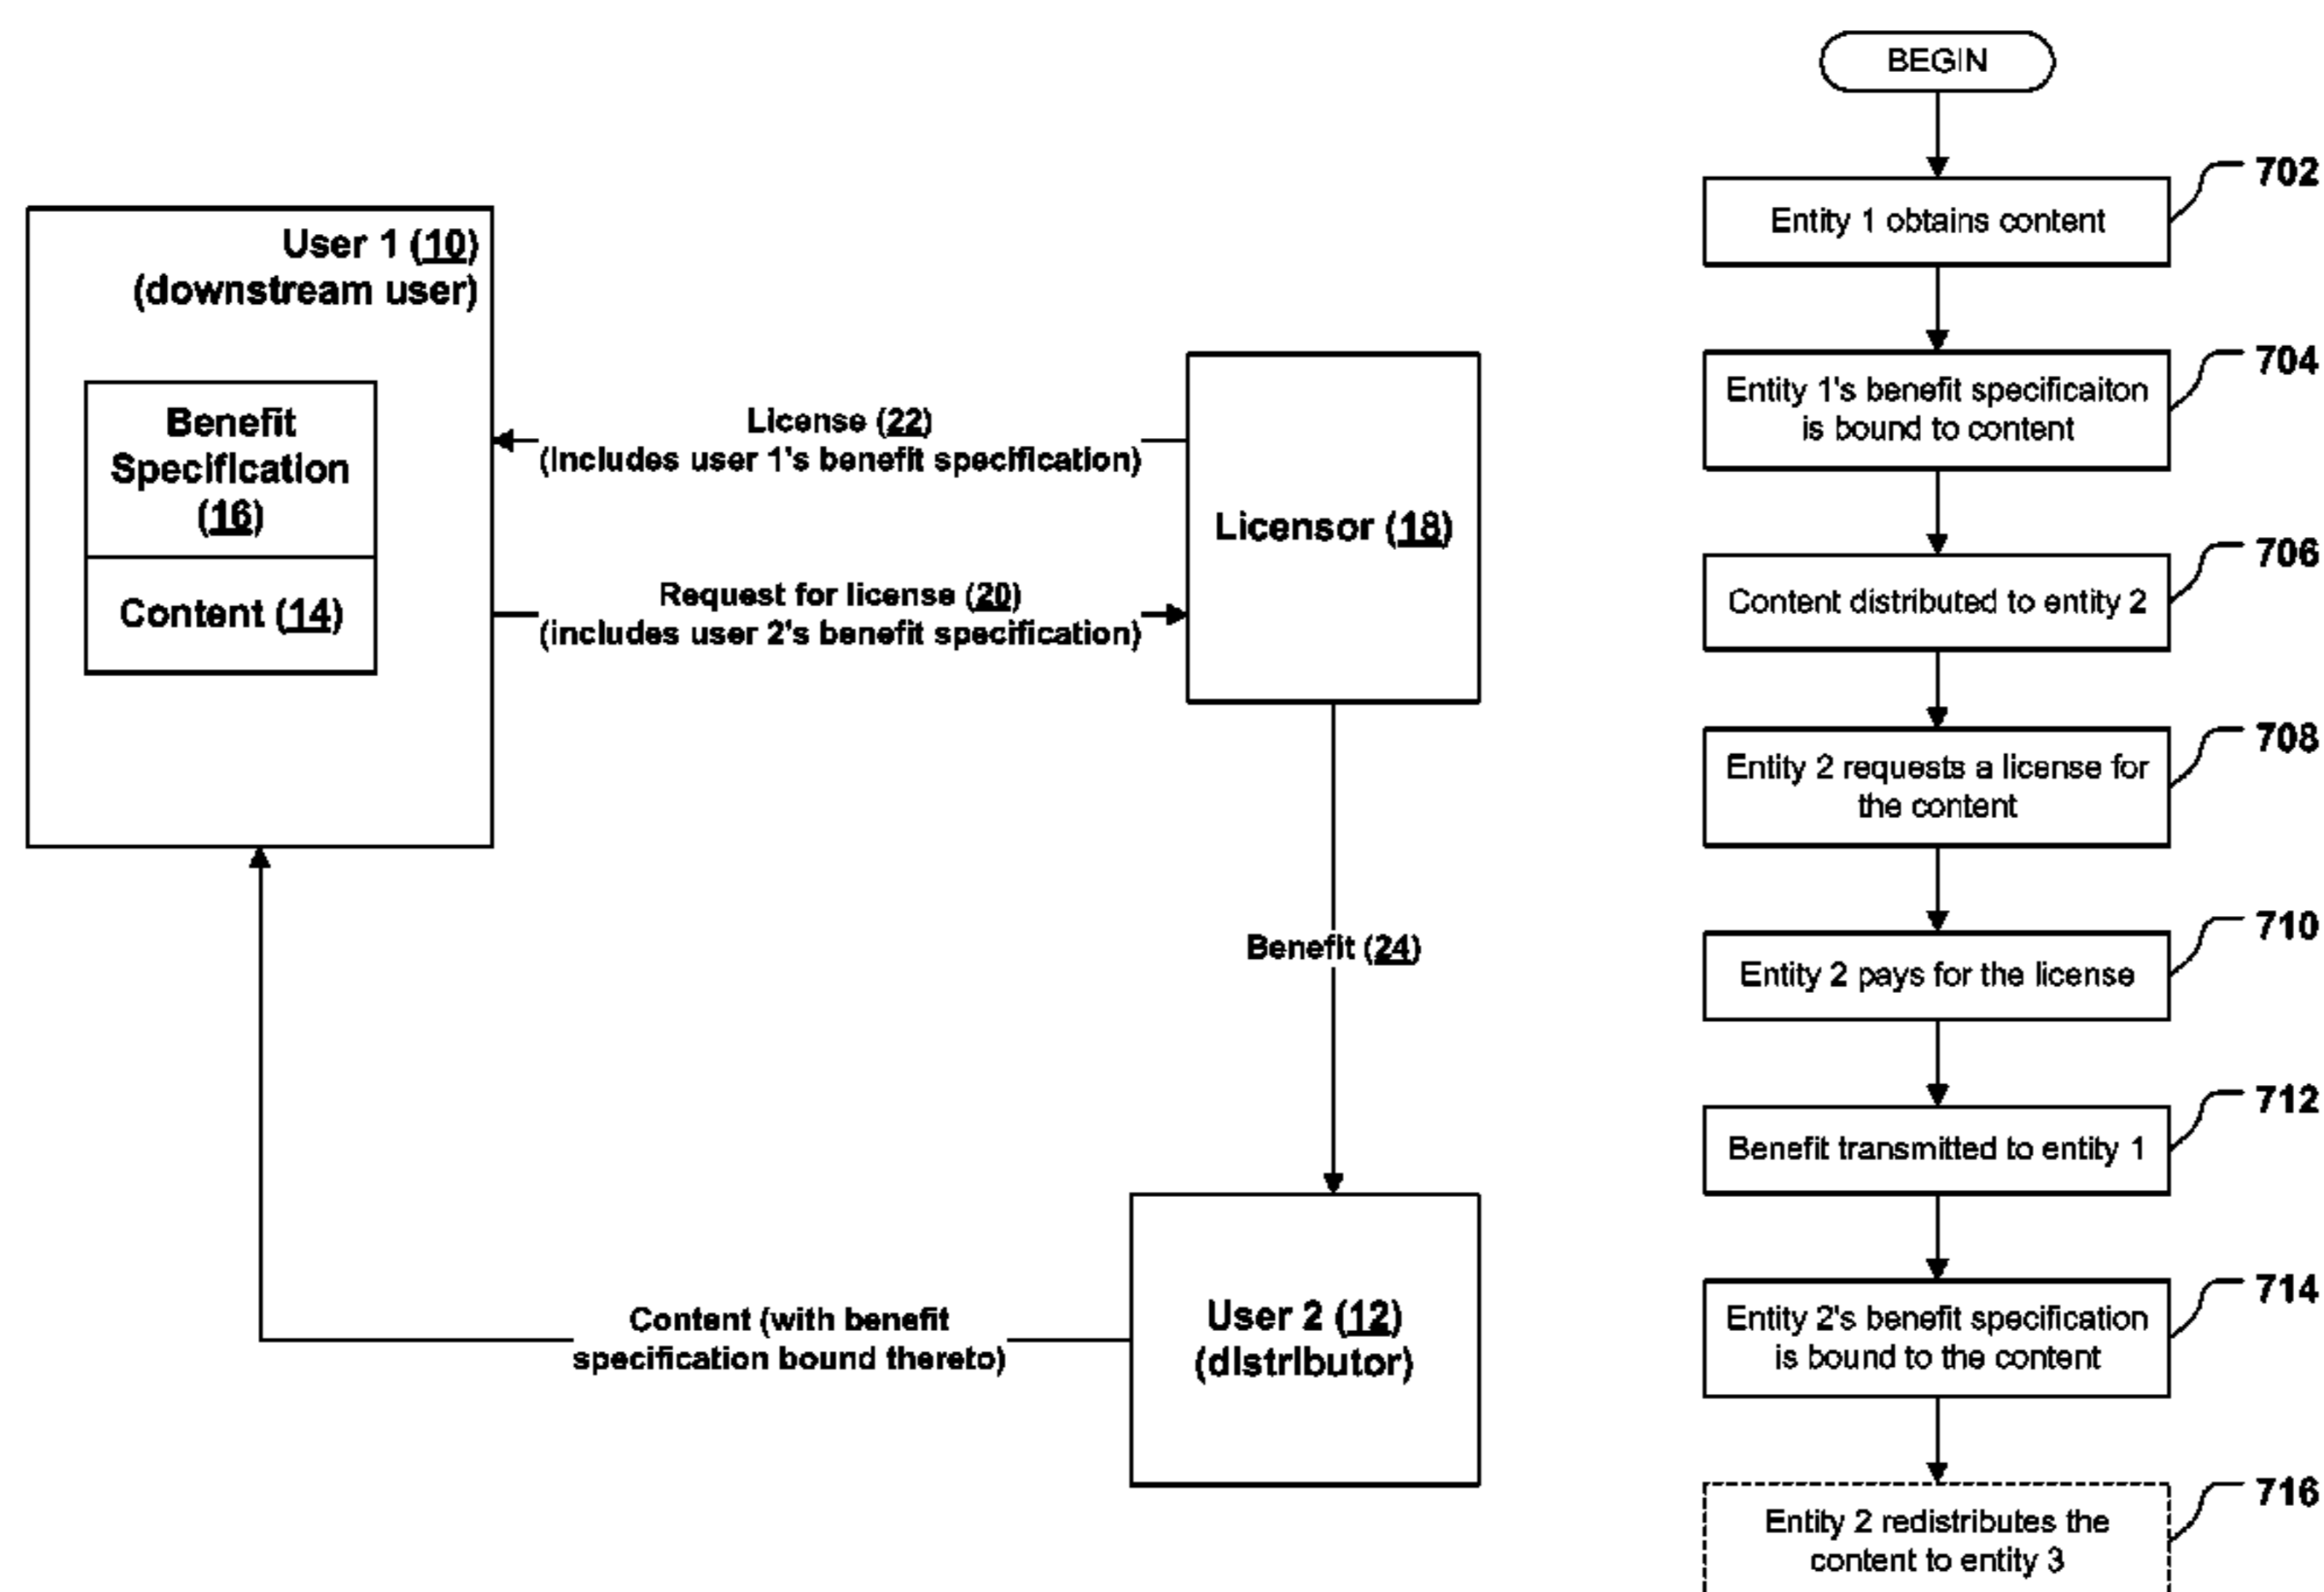 User 1 (10)
(downstream user)
Benefit
Specification
(16)
Content (14)
License (22)
(includes user 1's benefit specification)
Request for license (20)
(includes user 2's benefit specification)
Licensor (18)
Benefit (24)
Content (with benefit
specification bound thereto)
User 2 (12)
(distributor)
BEGIN
702
Entity 1 obtains content
704
Entity 1's benefit specificaiton
is bound to content
706
Content distributed to entity 2
708
Entity 2 requests a license for
the content
710
Entity 2 pays for the license
712
Benefit transmitted to entity 1
714
Entity 2's benefit specification
is bound to the content
716
Entity 2 redistributes the
content to entity 3